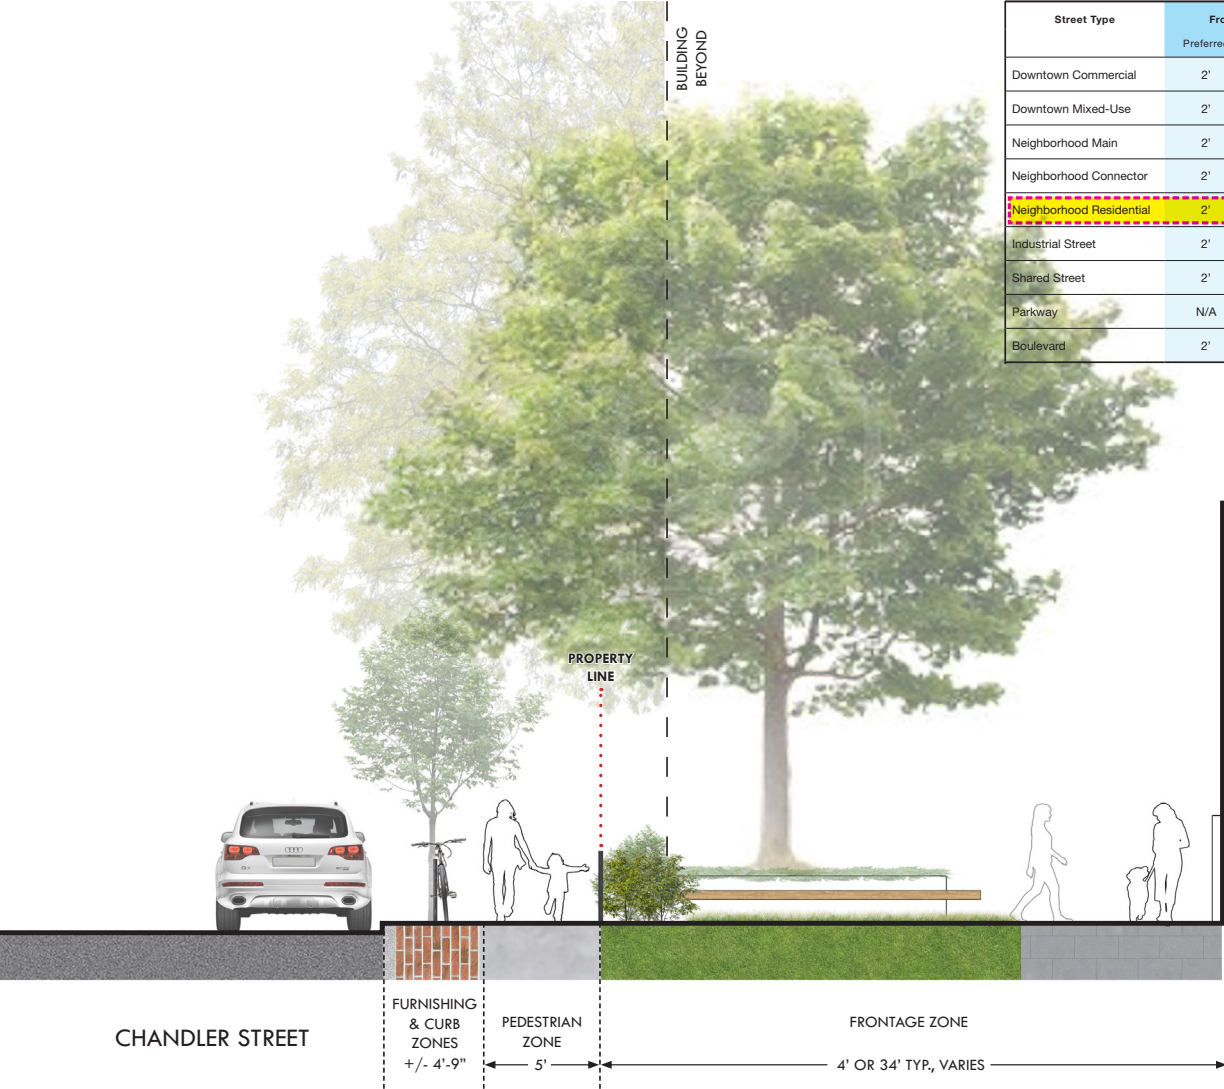 BUILDING
BEYOND
Street Type Fro
Preferred
Downtown Commercial 2'
Downtown Mixed-Use 2'
Neighborhood Main 2'
Neighborhood Connector 2'
Neighborhood Residential 2'
Industrial Street 2'
Shared Street 2'
Parkway N/A
Boulevard 2'
PROPERTY
LINE
CHANDLER STREET
FURNISHING
& CURB
ZONES
+/- 4'-9"
PEDESTRIAN
ZONE
5'
FRONTAGE ZONE
4' OR 34' TYP., VARIES